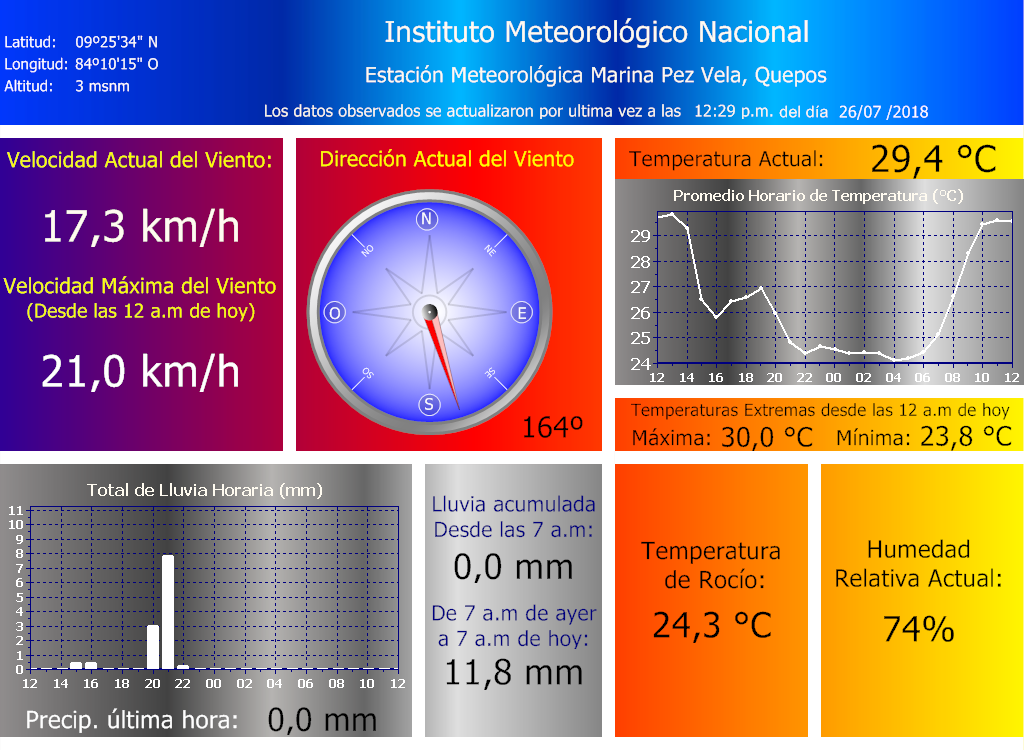 Instituto Meteorológico Nacional
Latitud: 09º25'34" N
Longitud: 84º10'15" O
Altitud: 3 msnm
Estación Meteorológica Marina Pez Vela, Quepos
Los datos observados se actualizaron por ultima vez a las 12:29 p.m. del día 26/07 /2018
Velocidad Actual del Viento:
17,3 km/h
Velocidad Máxima del Viento
(Desde las 12 a.m de hoy)
21,0 km/h
Dirección Actual del Viento
N
NO
NE
O
E
SO
SE
S
164º
Temperatura Actual: 29,4 °C
Promedio Horario de Temperatura (°C)
29
28
27
26
25
24
12 14 16 18 20 22 00 02 04 06 08 10 12
Temperaturas Extremas desde las 12 a.m de hoy
Máxima: 30,0 °C Mínima: 23,8 °C
Total de Lluvia Horaria (mm)
11
10
9
8
7
6
5
4
3
2
1
0
12 14 16 18 20 22 00 02 04 06 08 10 12
Precip. última hora: 0,0 mm
Lluvia acumulada
Desde las 7 a.m:
0,0 mm
De 7 a.m de ayer
a 7 a.m de hoy:
11,8 mm
Temperatura
de Rocío:
24,3 °C
Humedad
Relativa Actual:
74%